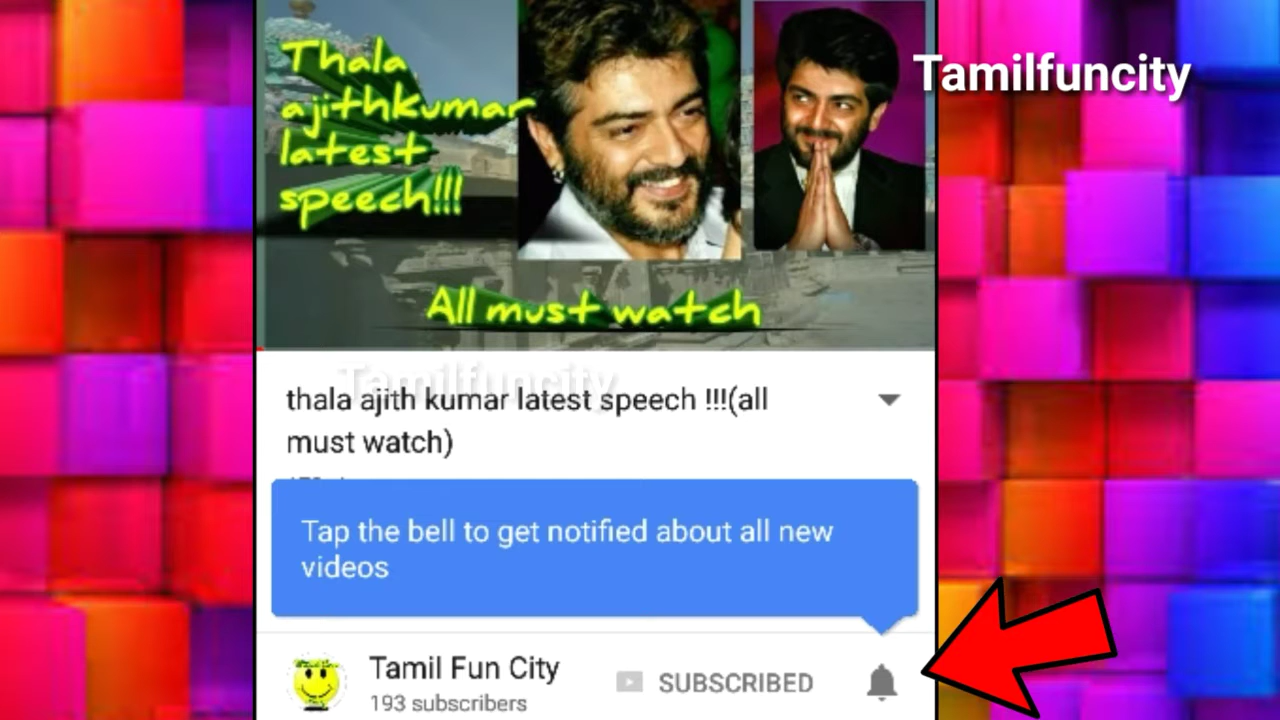 Thala
ajithkumar
latest
speech!!!
Tamilfuncity
All must watch
Tamilfuncity
thala ajith kumar latest speech !!!(all
must watch)
Tap the bell to get notified about all new
videos
Tamil Fun City
SUBSCRIBED
193 subscribers